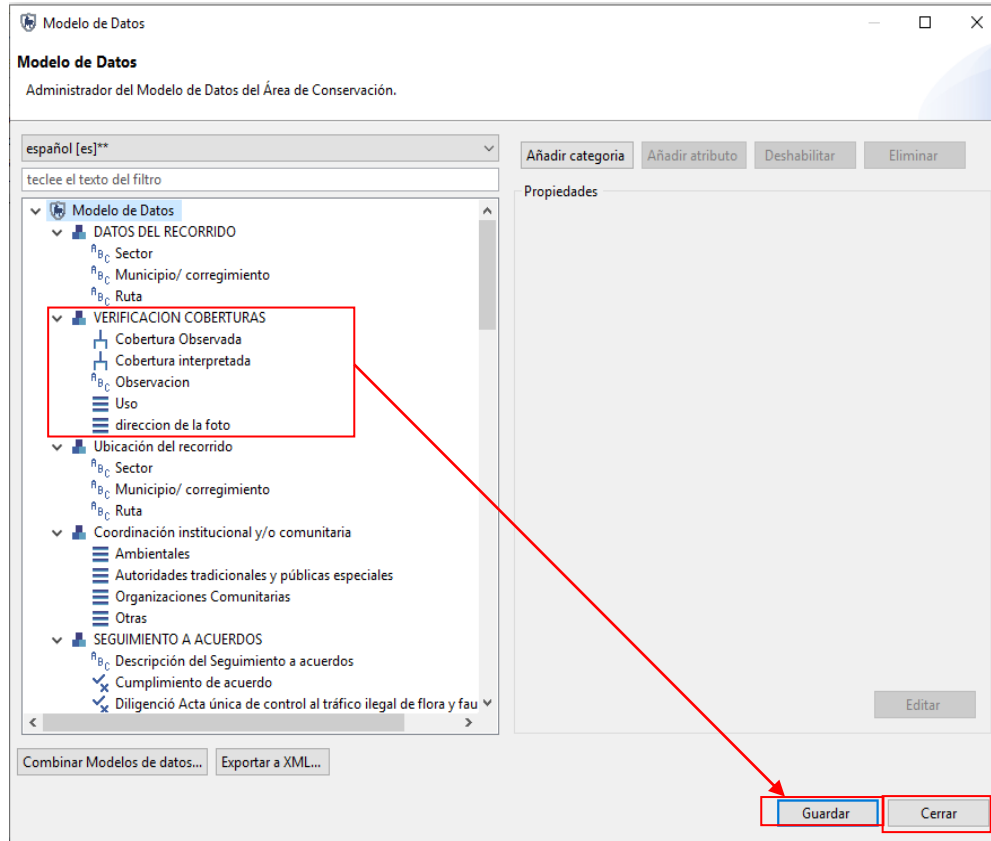 Modelo de Datos
Modelo de Datos
Administrador del Modelo de Datos del Área de Conservación.
español [es]**
teclee el texto del filtro
Añadir categoria
Añadir atributo
Deshabilitar
Eliminar
Propiedades
Modelo de Datos
DATOS DEL RECORRIDO
Sector
Municipio/ corregimiento
Ruta
VERIFICACION COBERTURAS
Cobertura Observada
Cobertura interpretada
Observacion
Uso
direccion de la foto
Ubicación del recorrido
Sector
Municipio/ corregimiento
Ruta
Coordinación institucional y/o comunitaria
Ambientales
Autoridades tradicionales y públicas especiales
Organizaciones Comunitarias
Otras
SEGUIMIENTO A ACUERDOS
Descripción del Seguimiento a acuerdos
Cumplimiento de acuerdo
Diligenció Acta única de control al tráfico ilegal de flora y fau
Editar
Combinar Modelos de datos...
Exportar a XML...
Guardar
Cerrar